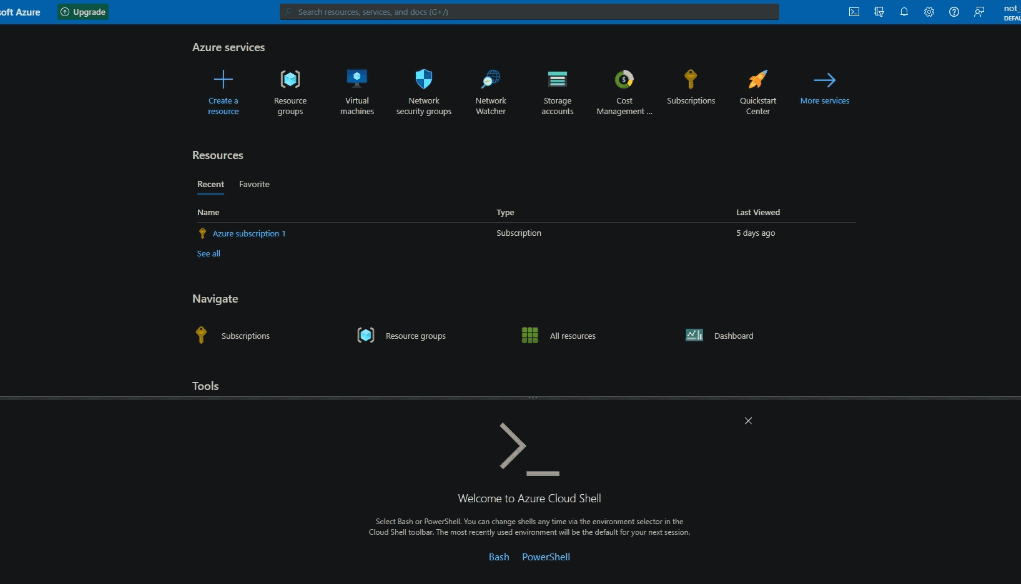 oft Azure
Upgrade
Search resources, services, and docs (G+/)
not_
DEFAU
Azure services
Create a resource
Resource groups
Virtual machines
Network security groups
Network Watcher
Storage accounts
Cost Management ...
Subscriptions
Quickstart Center
More services
Resources
Recent
Favorite
Name
Type
Last Viewed
Azure subscription 1
Subscription
5 days ago
See all
Navigate
Subscriptions
Resource groups
All resources
Dashboard
Tools
Welcome to Azure Cloud Shell
Select Bash or PowerShell. You can change shells any time via the environment selector in the
Cloud Shell toolbar. The most recently used environment will be the default for your next session.
Bash
PowerShell